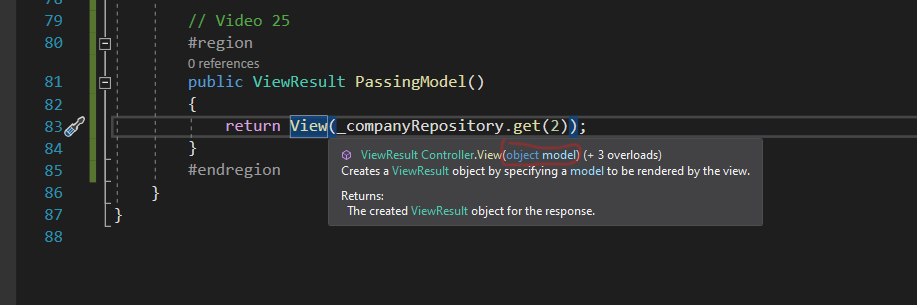 78
79 // Video 25
80 #region
0 references
81 public ViewResult PassingModel()
82 {
83 return View(_companyRepository.get(2));
84 }
ViewResult Controller.View(object model) (+ 3 overloads)
Creates a ViewResult object by specifying a model to be rendered by the view.
Returns:
The created ViewResult object for the response.
85 #endregion
86 }
87 }
88